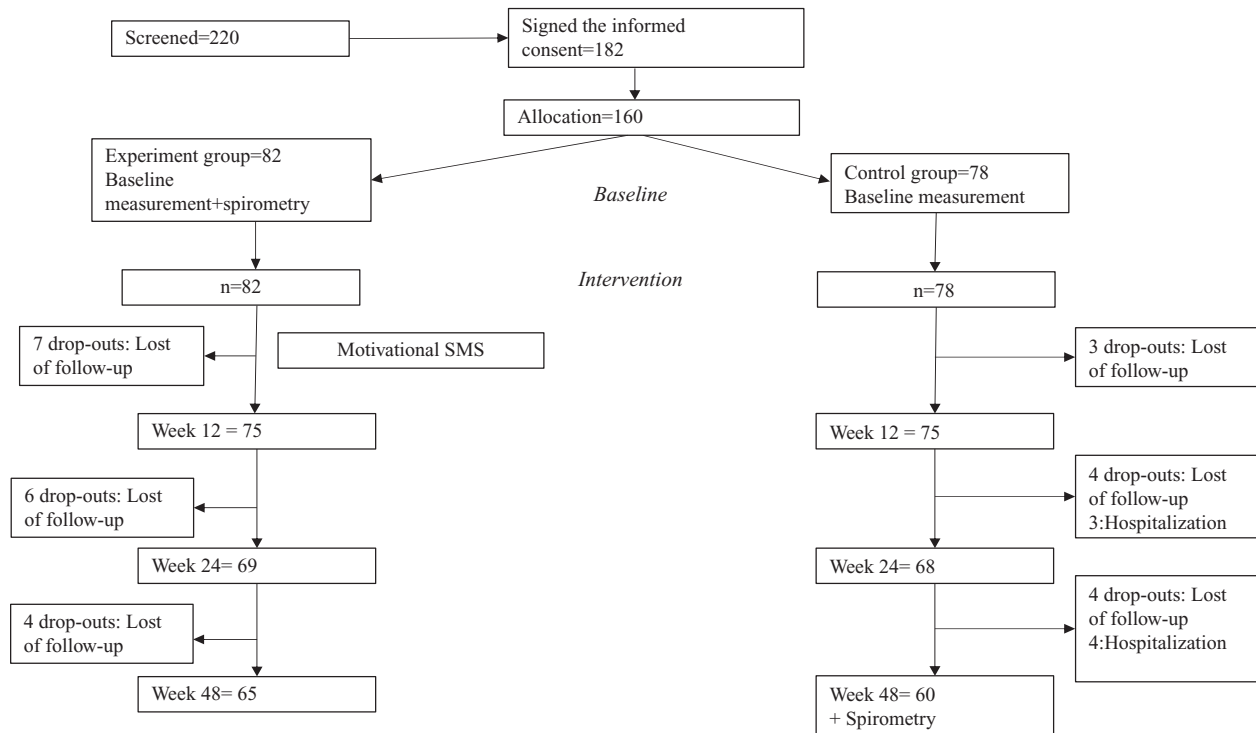 Screened=220
Signed the informed
consent=182
Allocation=160
Experiment group=82
Baseline
measurement+spirometry
Baseline
Control group=78
Baseline measurement
n=82
Intervention
n=78
7 drop-outs: Lost
of follow-up
Motivational SMS
3 drop-outs: Lost
of follow-up
Week 12 = 75
Week 12 = 75
6 drop-outs: Lost
of follow-up
4 drop-outs: Lost
of follow-up
3:Hospitalization
Week 24= 69
Week 24= 68
4 drop-outs: Lost
of follow-up
4 drop-outs: Lost
of follow-up
4:Hospitalization
Week 48= 65
Week 48= 60
+ Spirometry